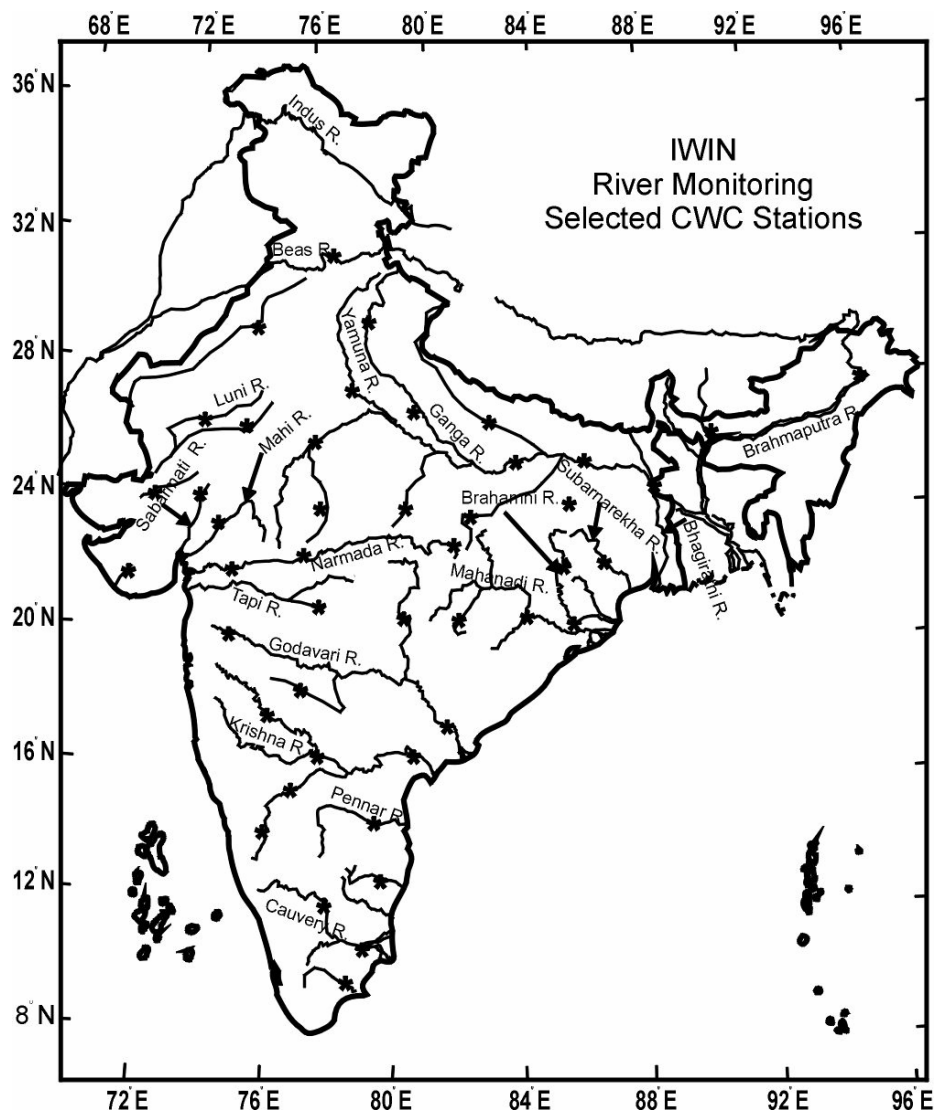 68°E 72°E 76°E 80°E 84°E 88°E 92°E 96°E
36°N
Indus R.
IWIN
River Monitoring
Selected CWC Stations
32°N
Beas R
28°N
Yamuna R.
Luni R.
Mahi R.
Ganga R.
Brahmaputra R
24°N
Sabarmati R.
Brahamni R.
Subarnarekha R.
Narmada R.
Mahanadi R.
Bhagirathi R.
Tapi R.
20°N
Godavari R.
Krishna R
16°N
Pennar R
12°N
Cauvery R.
8°N
72°E 76°E 80°E 84°E 88°E 92°E 96°E